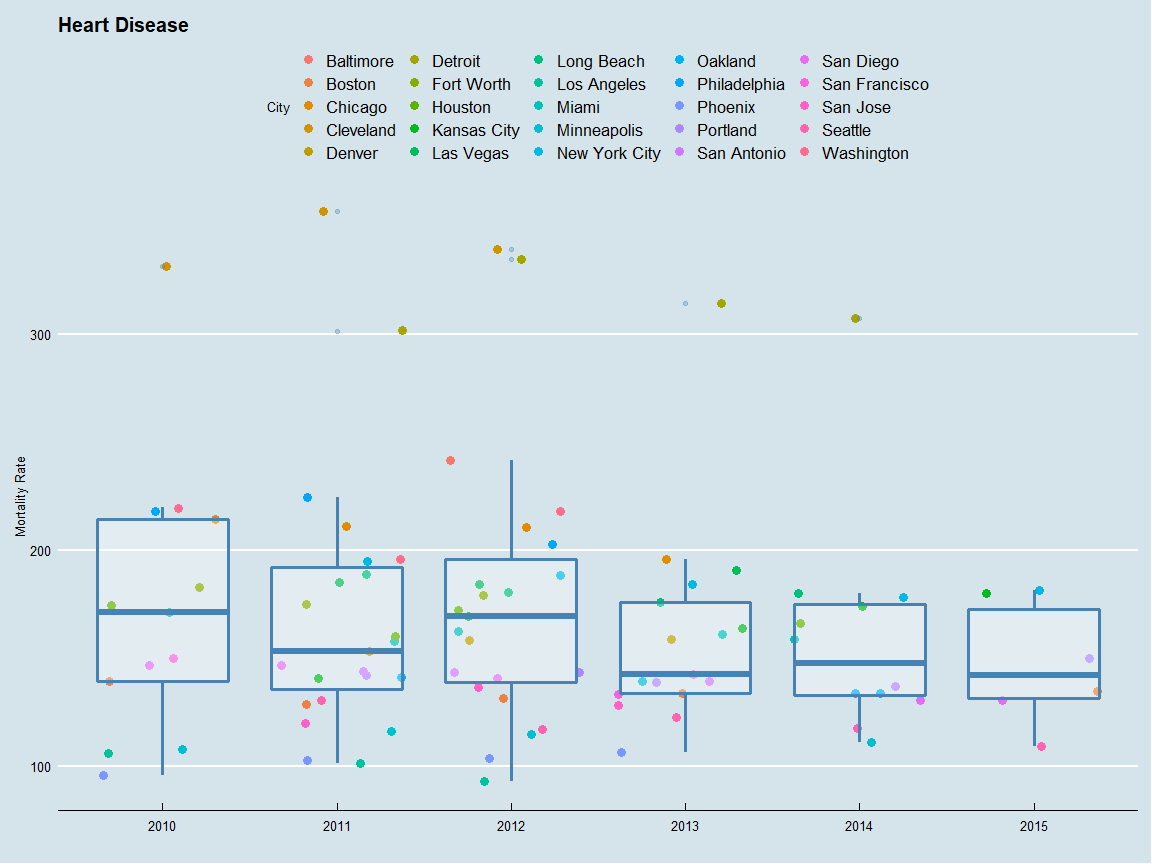 Heart Disease
City
Baltimore Detroit Long Beach Oakland San Diego
Boston Fort Worth Los Angeles Philadelphia San Francisco
Chicago Houston Miami Phoenix San Jose
Cleveland Kansas City Minneapolis Portland Seattle
Denver Las Vegas New York City San Antonio Washington
Mortality Rate
300
200
100
2010 2011 2012 2013 2014 2015